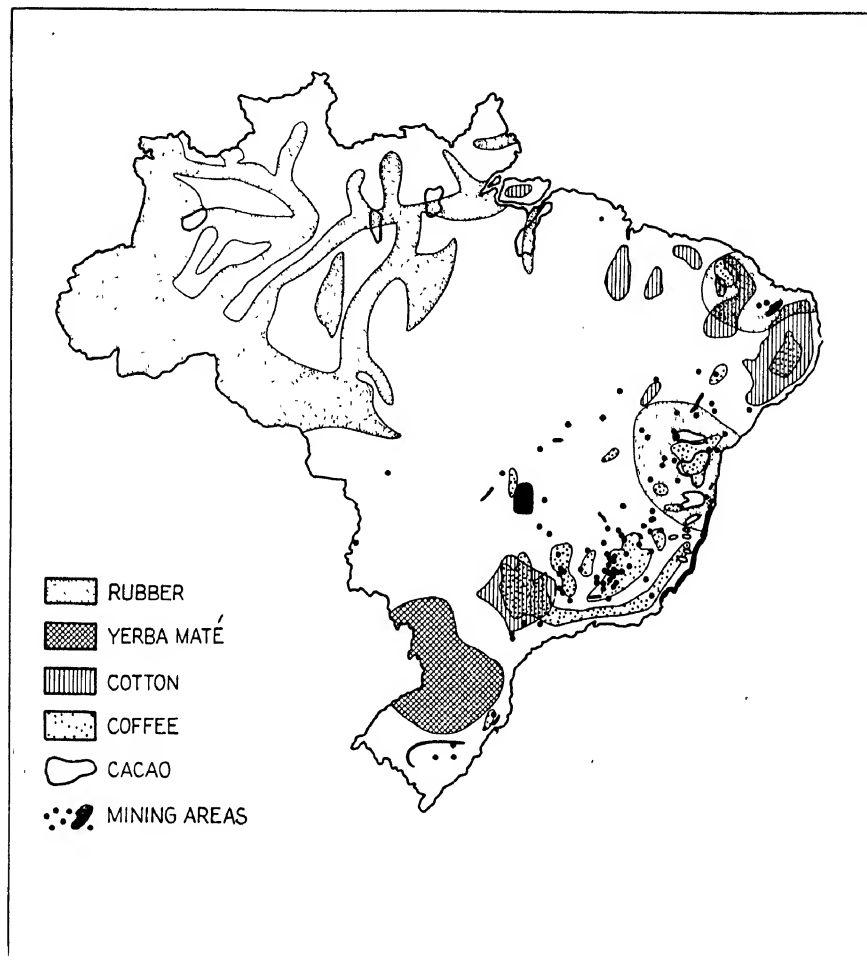 RUBBER
YERBA MATÉ
COTTON
COFFEE
CACAO
MINING AREAS